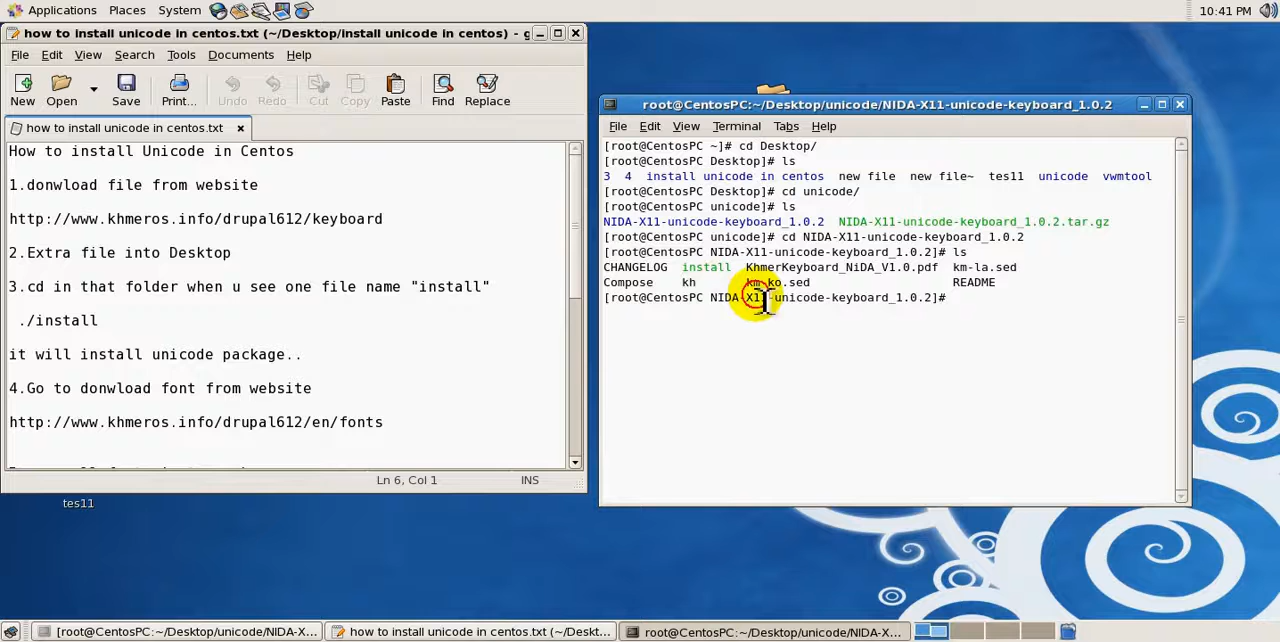 Applications Places System 10:41 PM
how to install unicode in centos.txt (~/Desktop/install unicode in centos) - g
File Edit View Search Tools Documents Help
New Open Save Print... Undo Redo Cut Copy Paste Find Replace
how to install unicode in centos.txt
How to install Unicode in Centos
1.donwload file from website
http://www.khmeros.info/drupal612/keyboard
2.Extra file into Desktop
3.cd in that folder when u see one file name "install"
./install
it will install unicode package..
4.Go to donwload font from website
http://www.khmeros.info/drupal612/en/fonts
Ln 6, Col 1 INS
tes11
root@CentosPC:~/Desktop/unicode/NIDA-X11-unicode-keyboard_1.0.2
File Edit View Terminal Tabs Help
[root@CentosPC ~]# cd Desktop/
[root@CentosPC Desktop]# ls
3 4 install unicode in centos new file new file~ tes11 unicode vwmtool
[root@CentosPC Desktop]# cd unicode/
[root@CentosPC unicode]# ls
NIDA-X11-unicode-keyboard_1.0.2 NIDA-X11-unicode-keyboard_1.0.2.tar.gz
[root@CentosPC unicode]# cd NIDA-X11-unicode-keyboard_1.0.2
[root@CentosPC NIDA-X11-unicode-keyboard_1.0.2]# ls
CHANGELOG install KhmerKeyboard_NiDA_V1.0.pdf km-la.sed
Compose kh km-ko.sed README
[root@CentosPC NIDA-X11-unicode-keyboard_1.0.2]#
[root@CentosPC:~/Desktop/unicode/NIDA-X... how to install unicode in centos.txt (~/Deskt... root@CentosPC:~/Desktop/unicode/NIDA-X...